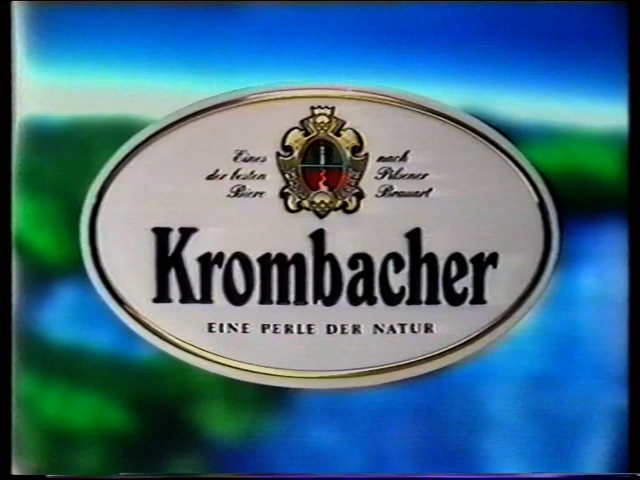 Eines nach
der besten Pilsener
Biere Brauart
Krombacher
EINE PERLE DER NATUR